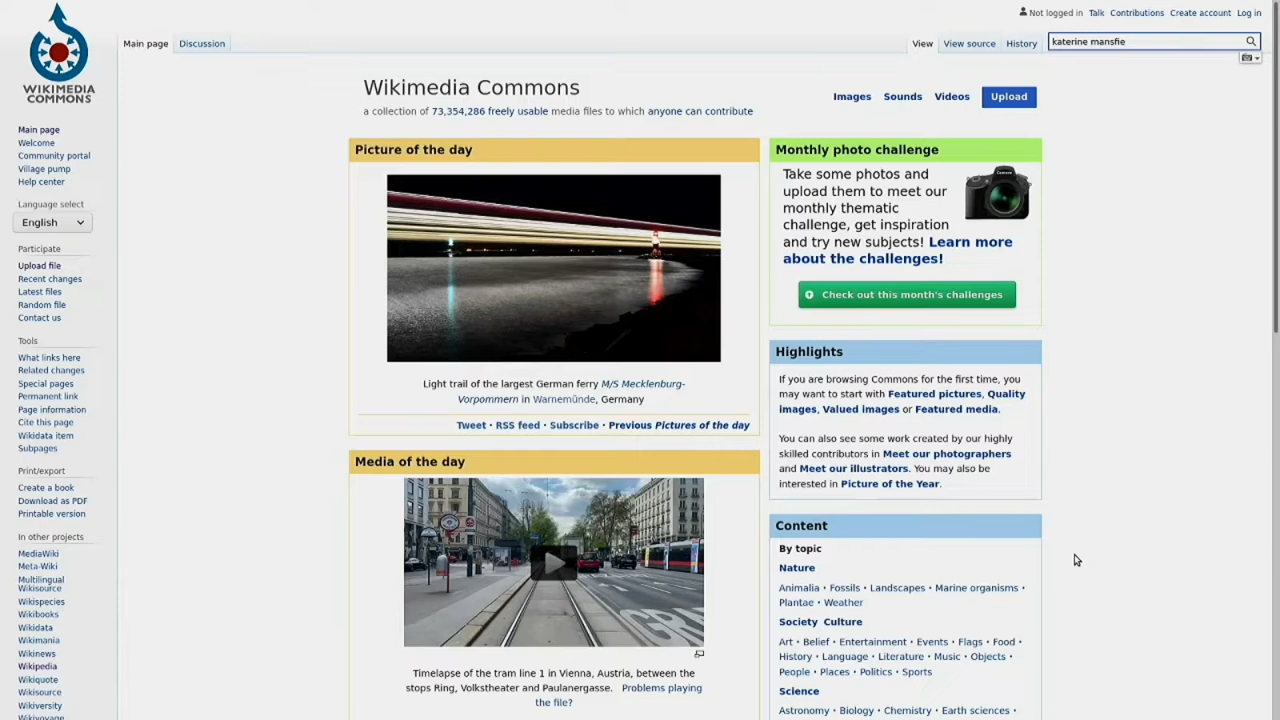 Not logged in Talk Contributions Create account Log in
Main page Discussion
View View source History
katerine mansfie
WIKIMEDIA
COMMONS
Main page
Welcome
Community portal
Village pump
Help center
Language select
English
Participate
Upload file
Recent changes
Latest files
Random file
Contact us
Tools
What links here
Related changes
Special pages
Permanent link
Page information
Cite this page
Wikidata item
Subpages
Print/export
Create a book
Download as PDF
Printable version
In other projects
MediaWiki
Meta-Wiki
Multilingual
Wikisource
Wikispecies
Wikibooks
Wikidata
Wikimania
Wikinews
Wikipedia
Wikiquote
Wikisource
Wikiversity
Wikivoyage
Wikimedia Commons
a collection of 73,354,286 freely usable media files to which anyone can contribute
Images Sounds Videos Upload
Picture of the day
Light trail of the largest German ferry M/S Mecklenburg-
Vorpommern in Warnemünde, Germany
Tweet · RSS feed · Subscribe · Previous Pictures of the day
Media of the day
Timelapse of the tram line 1 in Vienna, Austria, between the
stops Ring, Volkstheater and Paulanergasse. Problems playing
the file?
Monthly photo challenge
Take some photos and
upload them to meet our
monthly thematic
challenge, get inspiration
and try new subjects! Learn more
about the challenges!
Check out this month's challenges
Highlights
If you are browsing Commons for the first time, you
may want to start with Featured pictures, Quality
images, Valued images or Featured media.
You can also see some work created by our highly
skilled contributors in Meet our photographers
and Meet our illustrators. You may also be
interested in Picture of the Year.
Content
By topic
Nature
Animalia · Fossils · Landscapes · Marine organisms ·
Plantae · Weather
Society Culture
Art · Belief · Entertainment · Events · Flags · Food ·
History · Language · Literature · Music · Objects ·
People · Places · Politics · Sports
Science
Astronomy · Biology · Chemistry · Earth sciences ·